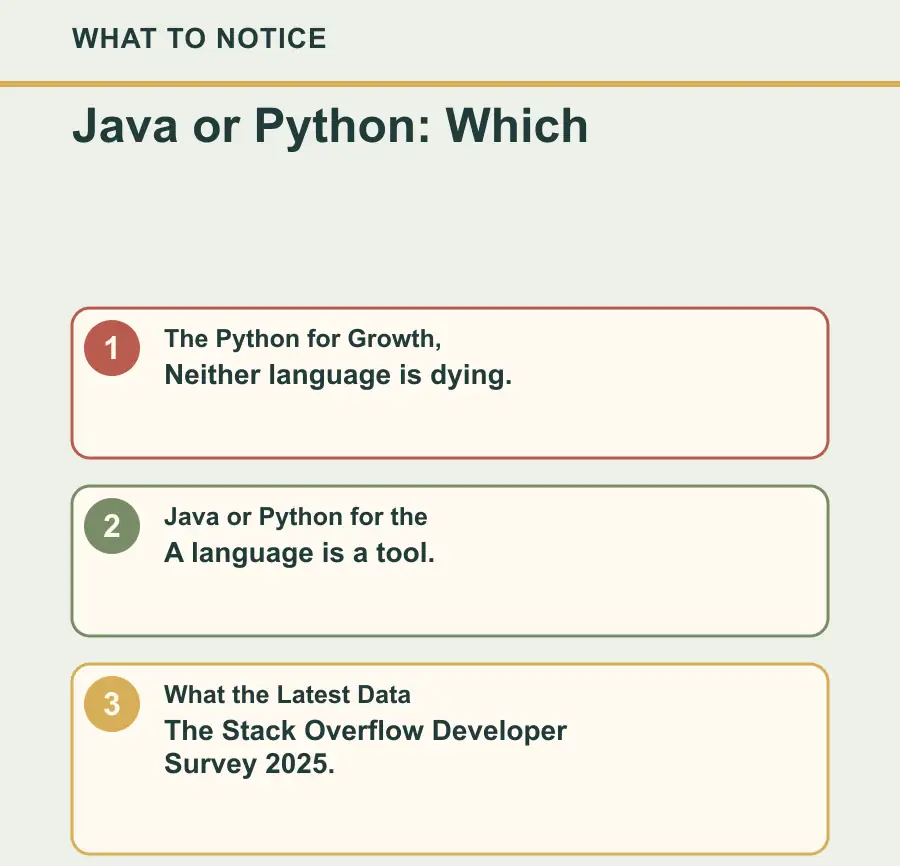 WHAT TO NOTICE
Java or Python: Which
1
The Python for Growth,
Neither language is dying.
2
Java or Python for the
A language is a tool.
3
What the Latest Data
The Stack Overflow Developer
Survey 2025.